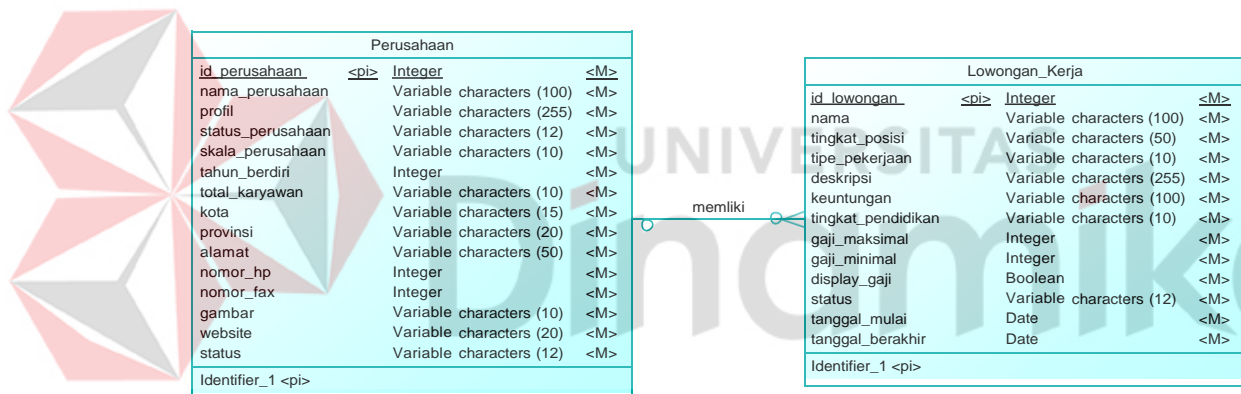 Perusahaan
id_perusahaan <pi> Integer <M>
nama_perusahaan Variable characters (100) <M>
profil Variable characters (255) <M>
status_perusahaan Variable characters (12) <M>
skala_perusahaan Variable characters (10) <M>
tahun_berdiri Integer <M>
total_karyawan Variable characters (10) <M>
kota Variable characters (15) <M>
provinsi Variable characters (20) <M>
alamat Variable characters (50) <M>
nomor_hp Integer <M>
nomor_fax Integer <M>
gambar Variable characters (10) <M>
website Variable characters (20) <M>
status Variable characters (12) <M>
Identifier_1 <pi>
memliki
Lowongan_Kerja
id_lowongan <pi> Integer <M>
nama Variable characters (100) <M>
tingkat_posisi Variable characters (50) <M>
tipe_pekerjaan Variable characters (10) <M>
deskripsi Variable characters (255) <M>
keuntungan Variable characters (100) <M>
tingkat_pendidikan Variable characters (10) <M>
gaji_maksimal Integer <M>
gaji_minimal Integer <M>
display_gaji Boolean <M>
status Variable characters (12) <M>
tanggal_mulai Date <M>
tanggal_berakhir Date <M>
Identifier_1 <pi>
UNIVERSITAS
Dinamika